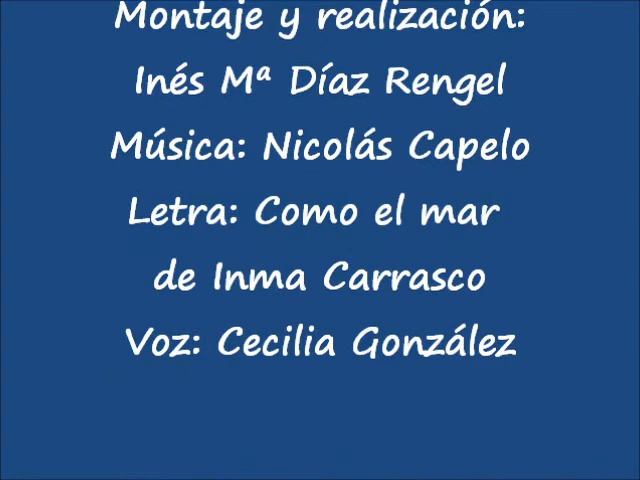 Montaje y realización:
Inés Mª Díaz Rengel
Música: Nicolás Capelo
Letra: Como el mar
de Inma Carrasco
Voz: Cecilia González